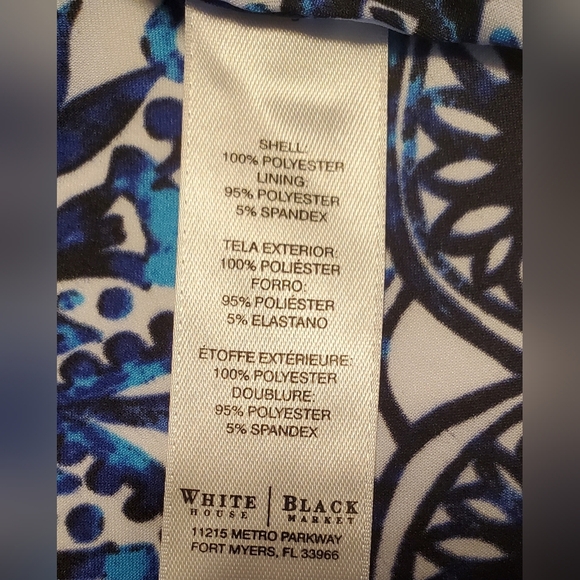 SHELL:
100% POLYESTER
LINING:
95% POLYESTER
5% SPANDEX
TELA EXTERIOR:
100% POLIÉSTER
FORRO:
95% POLIÉSTER
5% ELASTANO
ÉTOFFE EXTÉRIEURE:
100% POLYESTER
DOUBLURE:
95% POLYESTER
5% SPANDEX
WHITE | BLACK
HOUSE | MARKET
11215 METRO PARKWAY
FORT MYERS, FL 33966